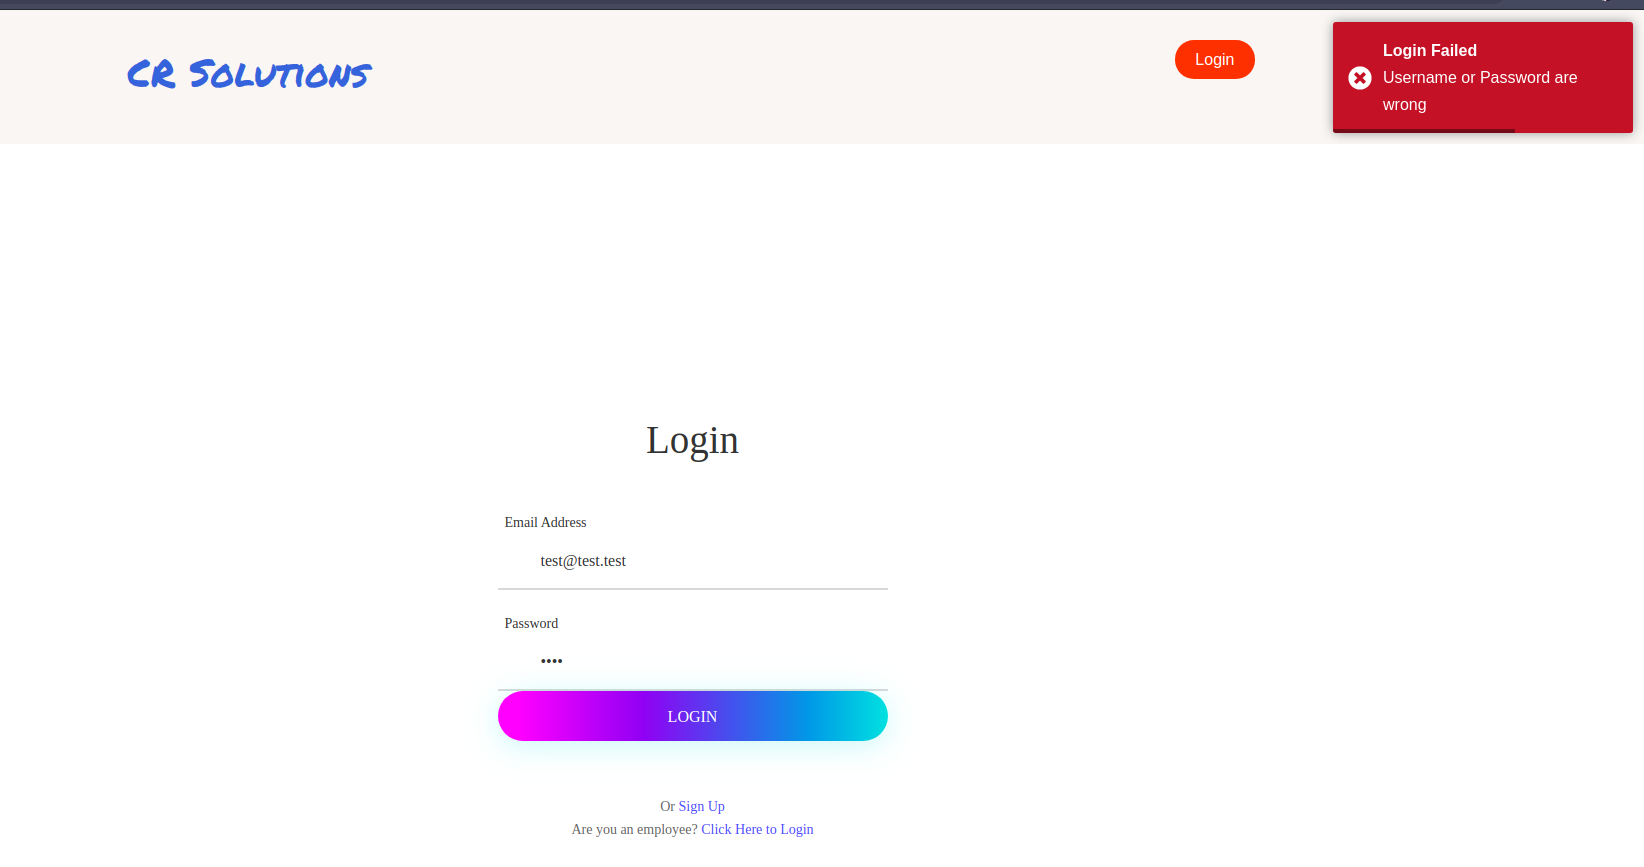 CR Solutions
Login
Login Failed
Username or Password are
wrong
Login
Email Address
test@test.test
Password
••••
LOGIN
Or Sign Up
Are you an employee? Click Here to Login